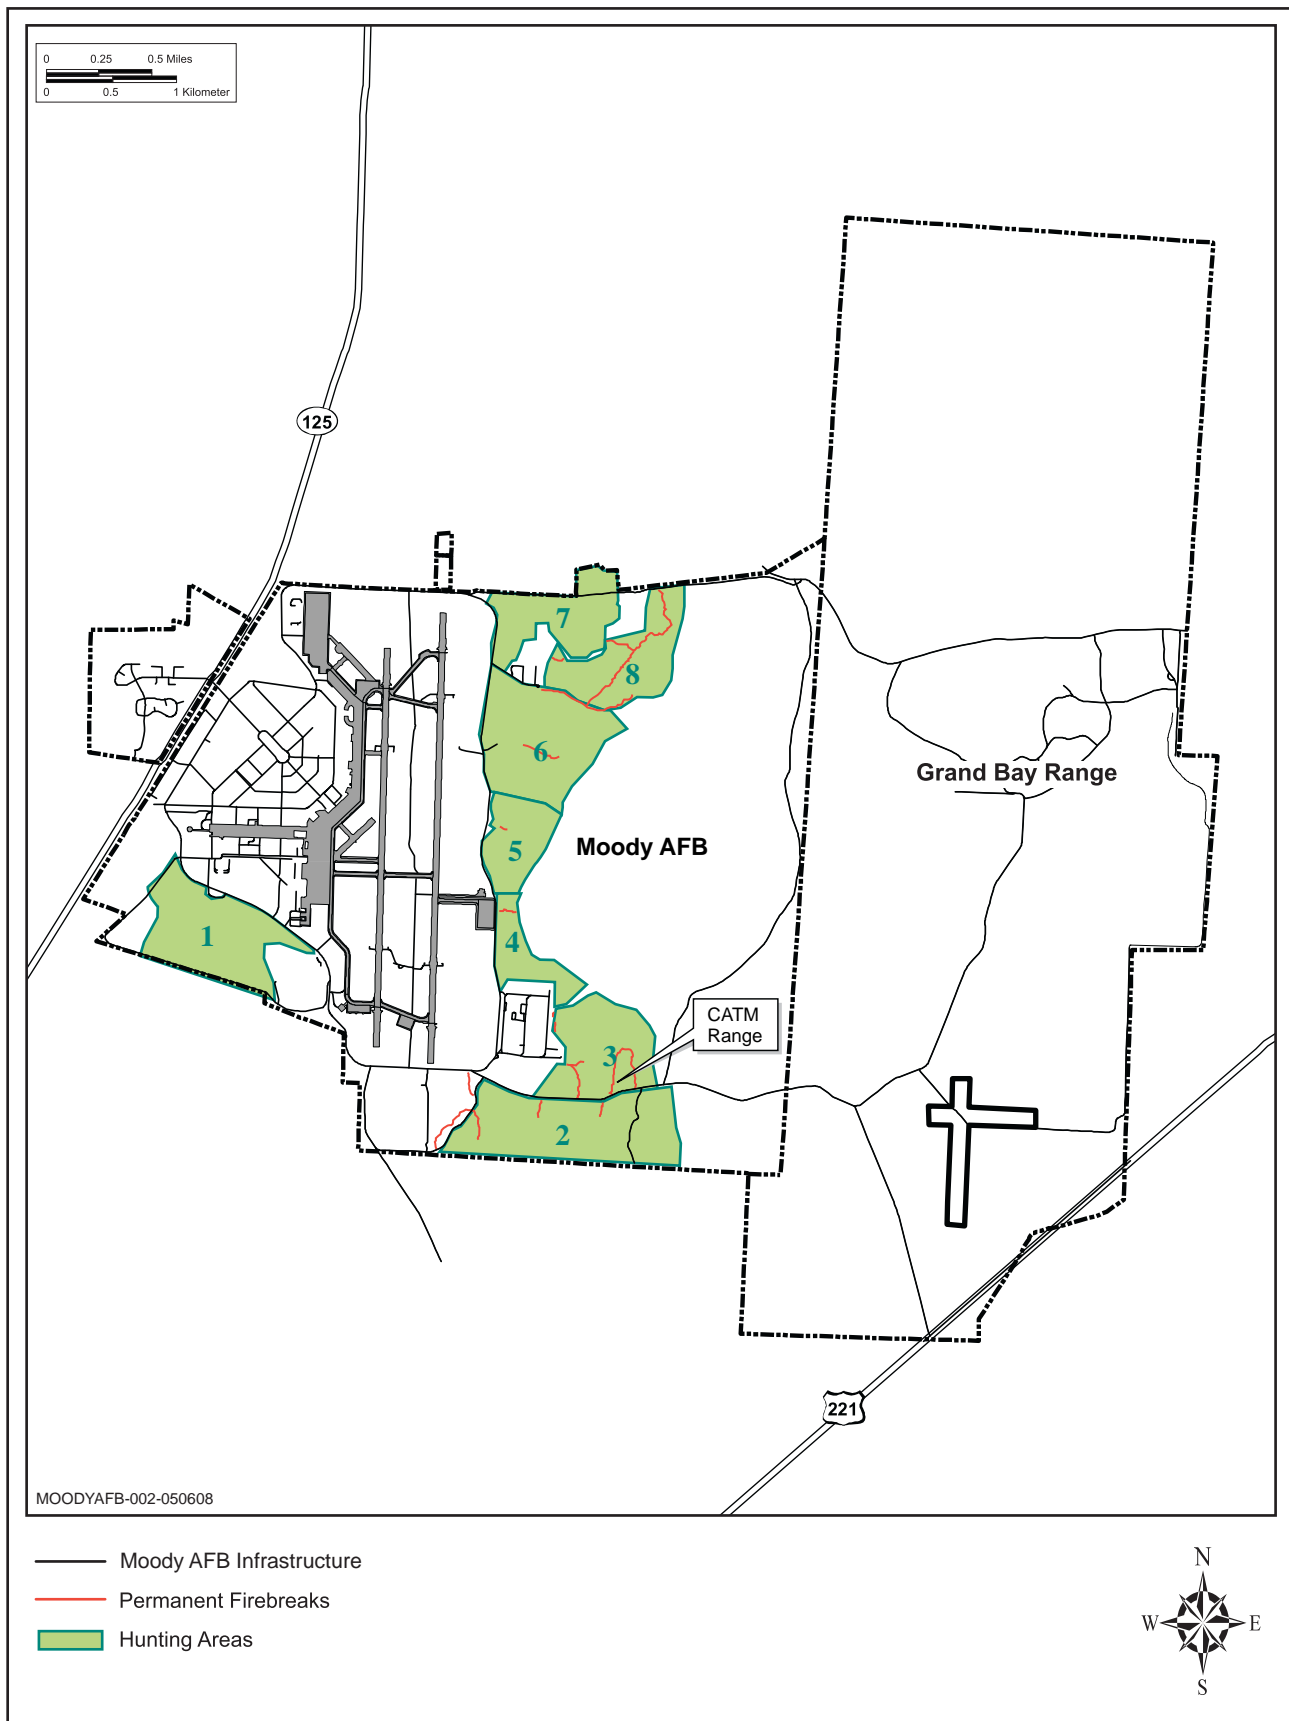 0 0.25 0.5 Miles
0 0.5 1 Kilometer
125
7
8
6
Grand Bay Range
5
Moody AFB
1
4
CATM
Range
3
2
221
MOODYAFB-002-050608
Moody AFB Infrastructure
Permanent Firebreaks
Hunting Areas
N
W E
S